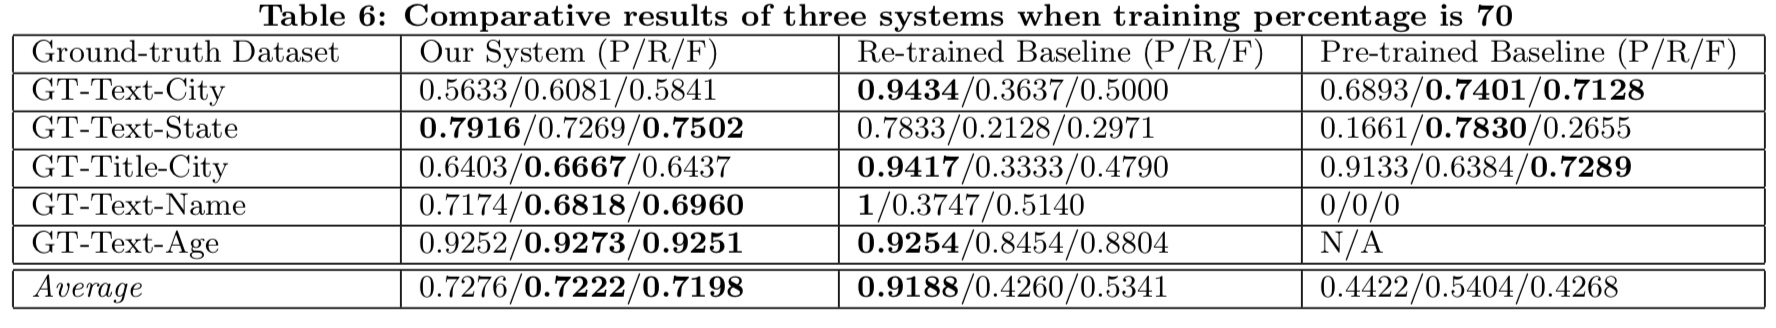 Table 6: Comparative results of three systems when training percentage is 70
Ground-truth Dataset Our System (P/R/F) Re-trained Baseline (P/R/F) Pre-trained Baseline (P/R/F)
GT-Text-City 0.5633/0.6081/0.5841 0.9434/0.3637/0.5000 0.6893/0.7401/0.7128
GT-Text-State 0.7916/0.7269/0.7502 0.7833/0.2128/0.2971 0.1661/0.7830/0.2655
GT-Title-City 0.6403/0.6667/0.6437 0.9417/0.3333/0.4790 0.9133/0.6384/0.7289
GT-Text-Name 0.7174/0.6818/0.6960 1/0.3747/0.5140 0/0/0
GT-Text-Age 0.9252/0.9273/0.9251 0.9254/0.8454/0.8804 N/A
Average 0.7276/0.7222/0.7198 0.9188/0.4260/0.5341 0.4422/0.5404/0.4268